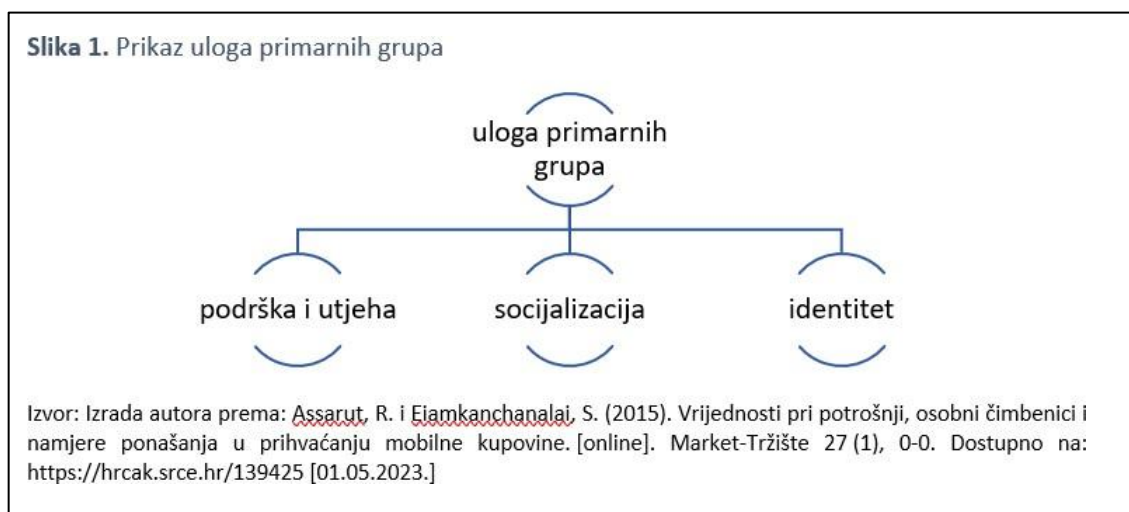 Slika 1. Prikaz uloga primarnih grupa
uloga primarnih
grupa
podrška i utjeha
socijalizacija
identitet
Izvor: Izrada autora prema: Assarut, R. i Eiamkanchanalai, S. (2015). Vrijednosti pri potrošnji, osobni čimbenici i
namjere ponašanja u prihvaćanju mobilne kupovine. [online]. Market-Tržište 27 (1), 0-0. Dostupno na:
https://hrcak.srce.hr/139425 [01.05.2023.]